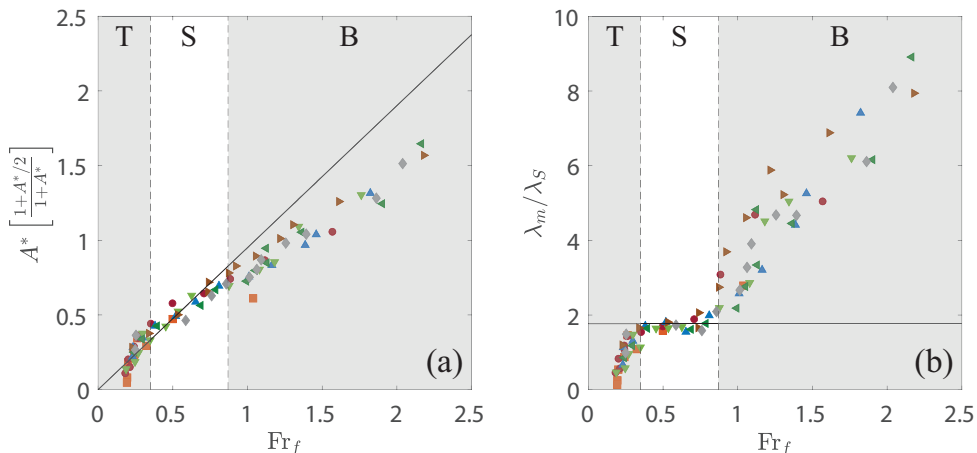 T S B
2.5
2
1.5
1
0.5
0
0 0.5 1 1.5 2 2.5
A* [ (1+A*/2) / (1+A*) ]
Fr_f
(a)
T S B
10
8
6
4
2
0
0 0.5 1 1.5 2 2.5
λ_m/λ_S
Fr_f
(b)